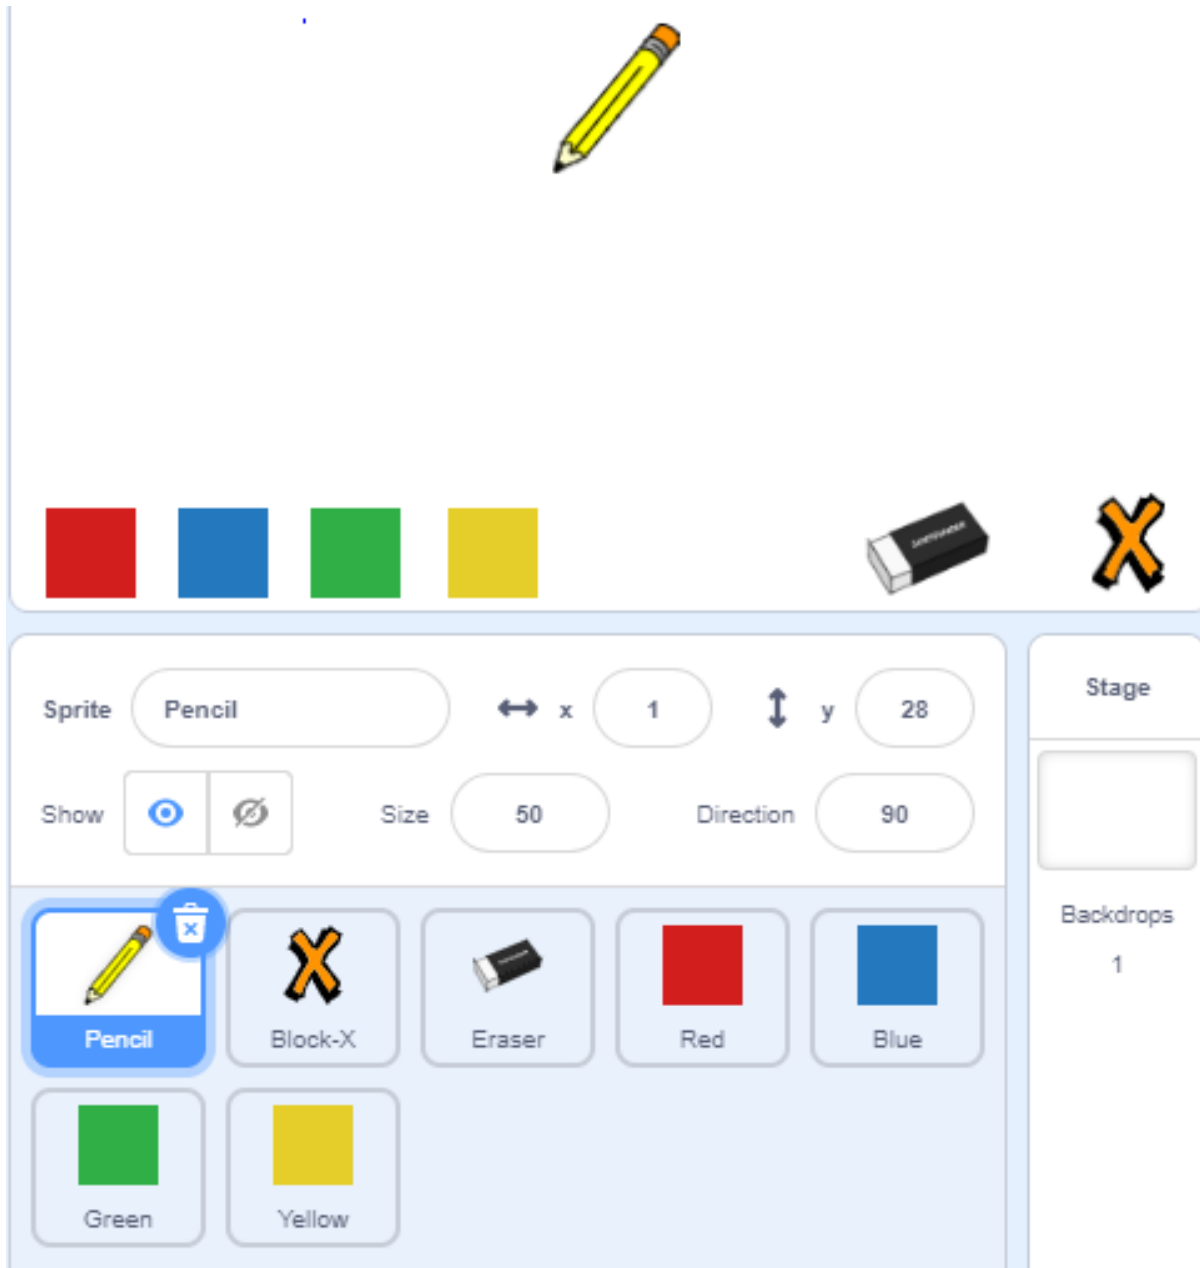 Sprite Pencil x 1 y 28
Show Size 50 Direction 90
Stage
Backdrops
1
Pencil Block-X Eraser Red Blue
Green Yellow